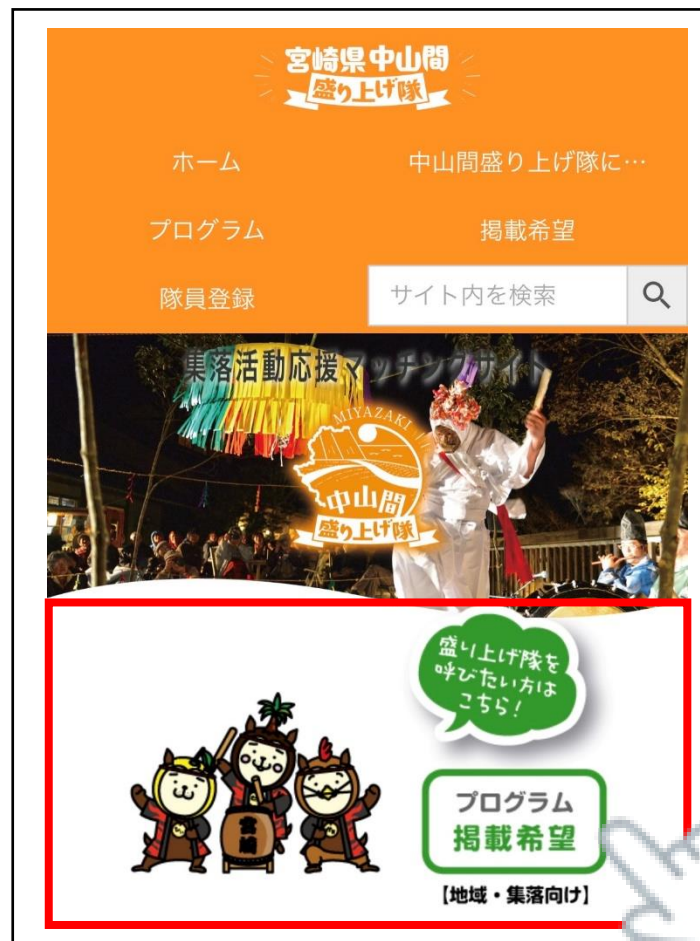 宮崎県中山間
盛り上げ隊
ホーム
中山間盛り上げ隊に…
プログラム
掲載希望
隊員登録
サイト内を検索
集落活動応援マッチングサイト
MIYAZAKI
中山間
盛り上げ隊
盛り上げ隊を
呼びたい方は
こちら!
宮崎
プログラム
掲載希望
【地域・集落向け】